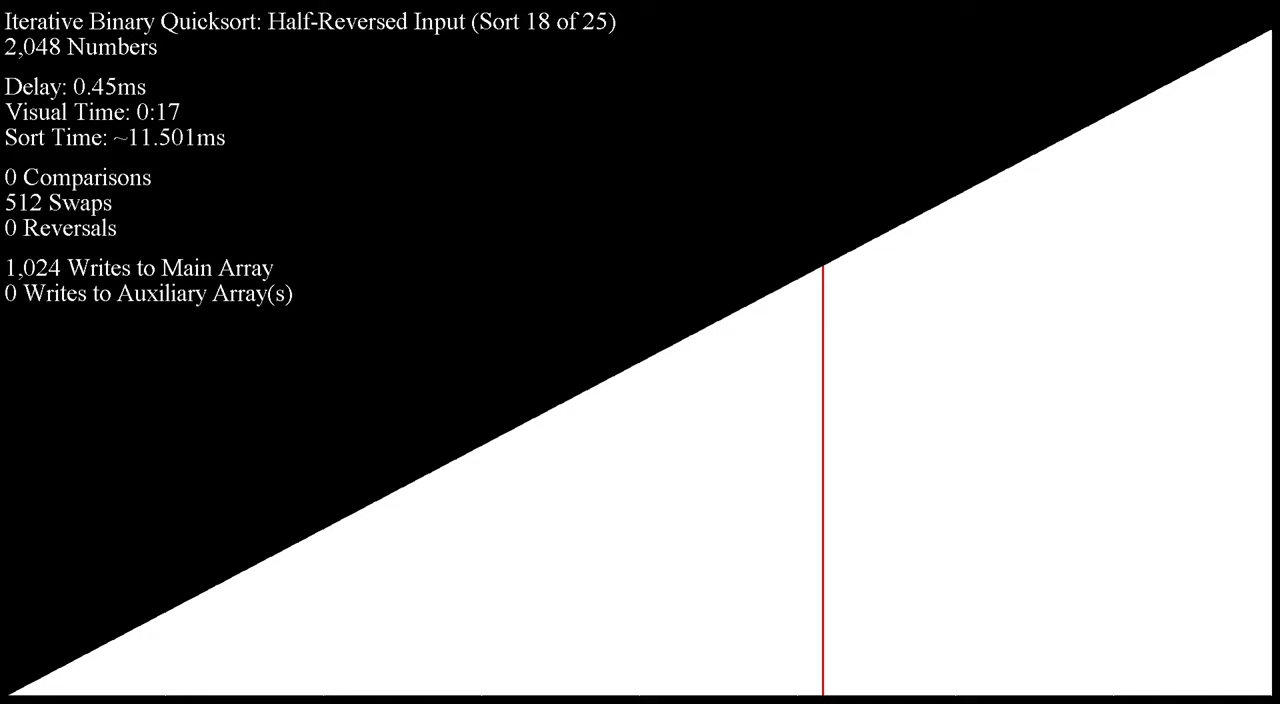 Iterative Binary Quicksort: Half-Reversed Input (Sort 18 of 25)
2,048 Numbers
Delay: 0.45ms
Visual Time: 0:17
Sort Time: ~11.501ms
0 Comparisons
512 Swaps
0 Reversals
1,024 Writes to Main Array
0 Writes to Auxiliary Array(s)